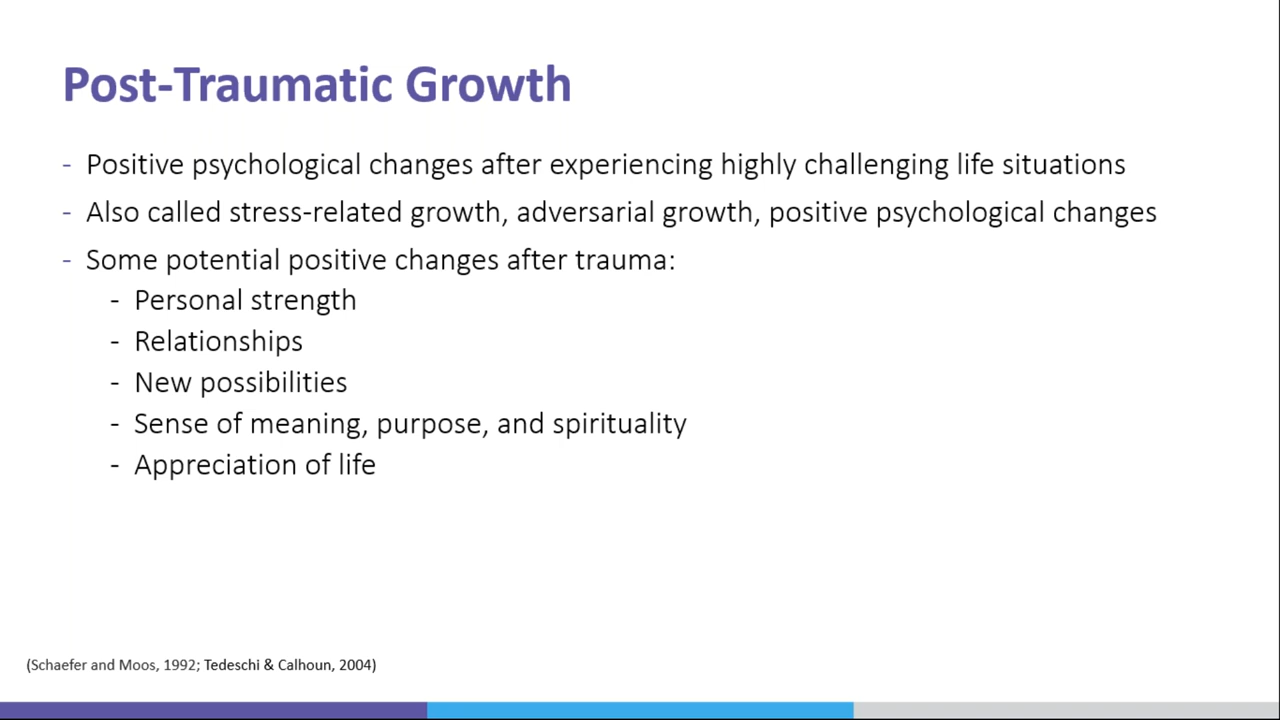 Post-Traumatic Growth
- Positive psychological changes after experiencing highly challenging life situations
- Also called stress-related growth, adversarial growth, positive psychological changes
- Some potential positive changes after trauma:
- Personal strength
- Relationships
- New possibilities
- Sense of meaning, purpose, and spirituality
- Appreciation of life
(Schaefer and Moos, 1992; Tedeschi & Calhoun, 2004)